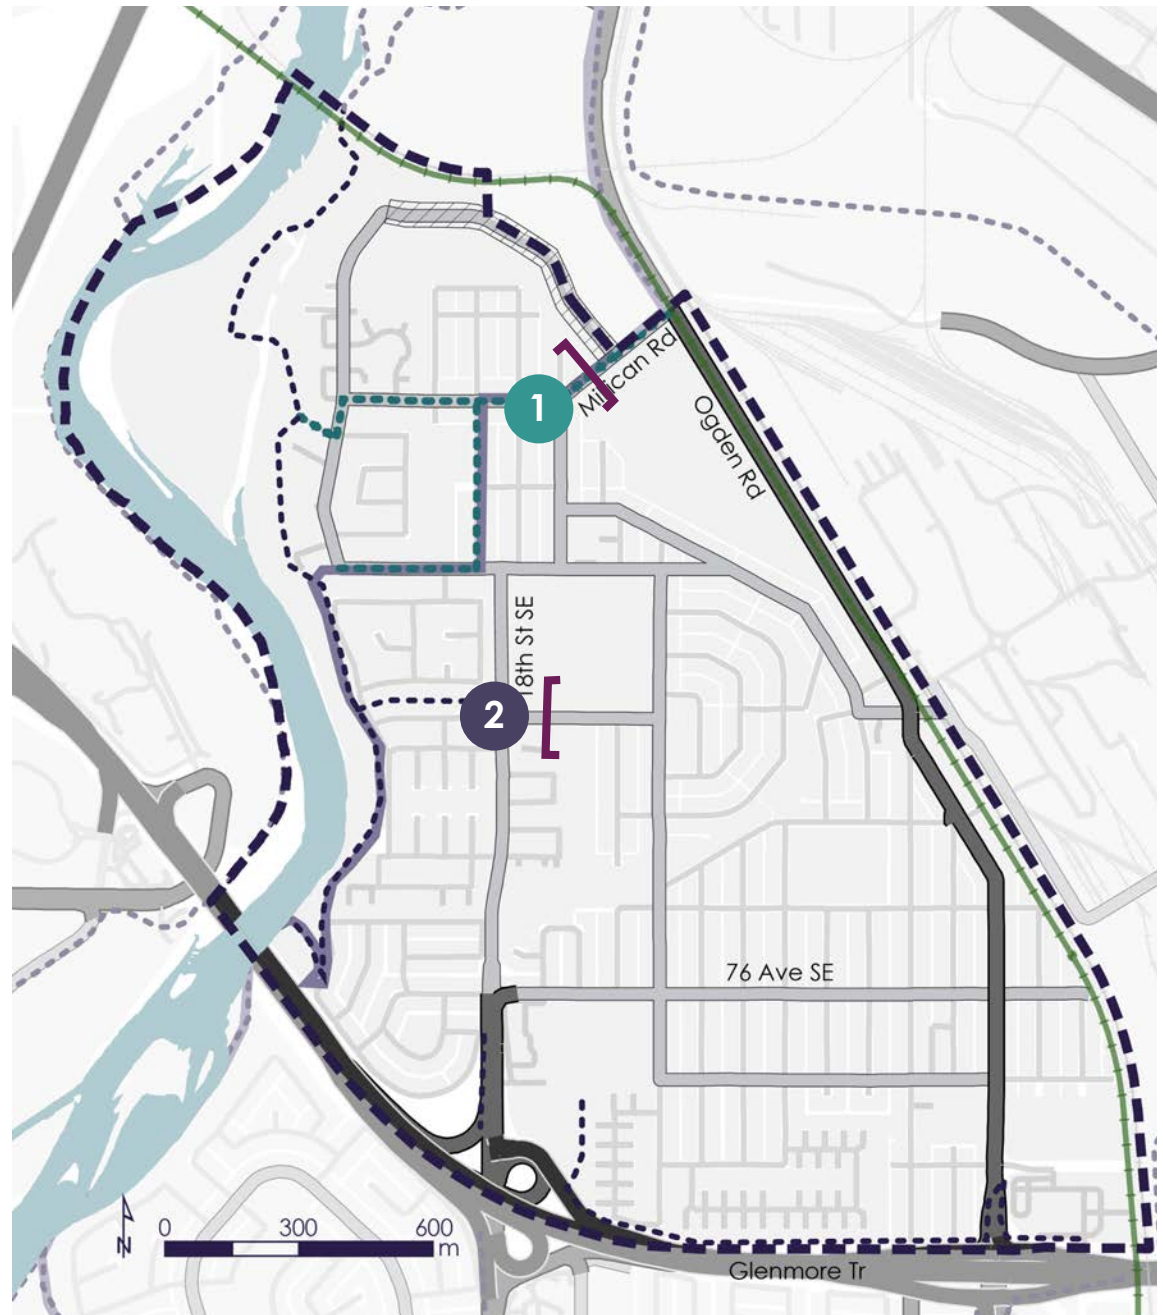 1
Millican Rd
Ogden Rd
18th St SE
2
76 Ave SE
N
0 300 600
m
Glenmore Tr